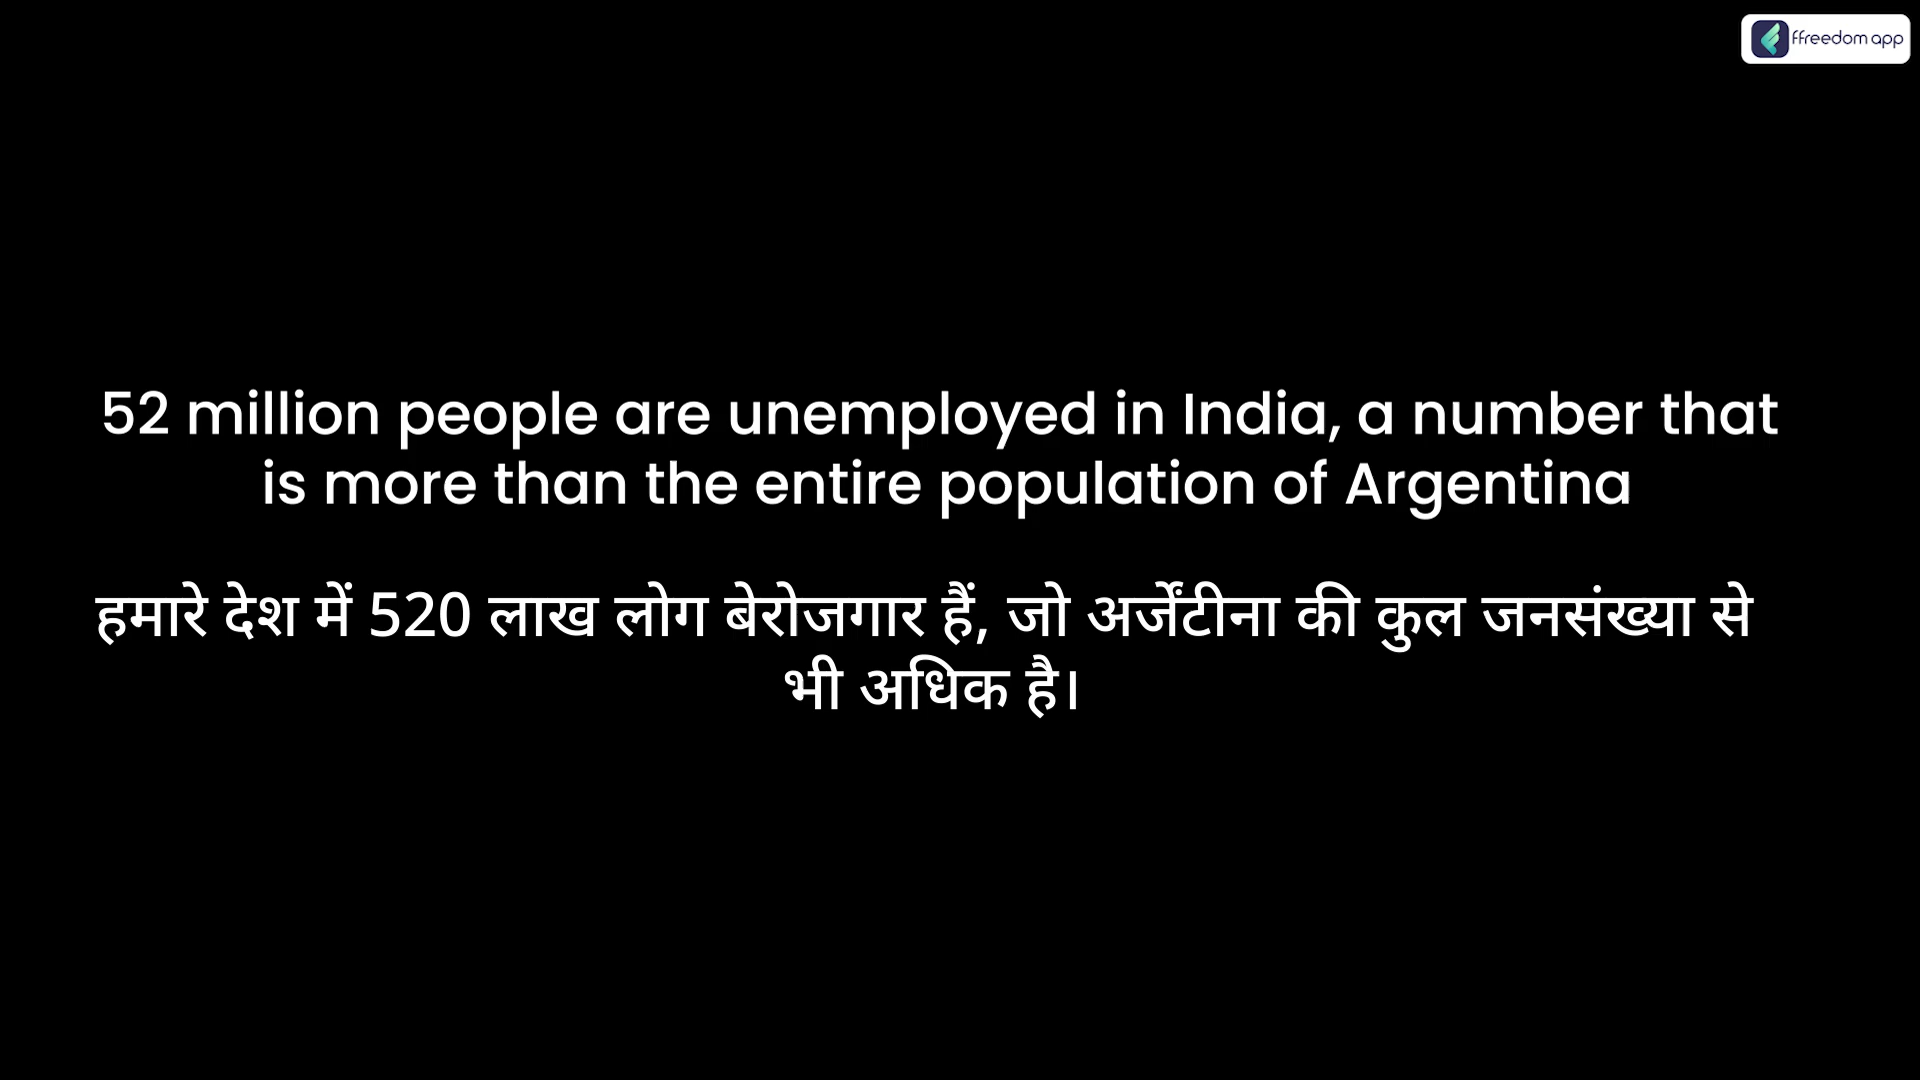 ffreedom app
52 million people are unemployed in India, a number that
is more than the entire population of Argentina
हमारे देश में 520 लाख लोग बेरोजगार हैं, जो अर्जेंटीना की कुल जनसंख्या से
भी अधिक है।